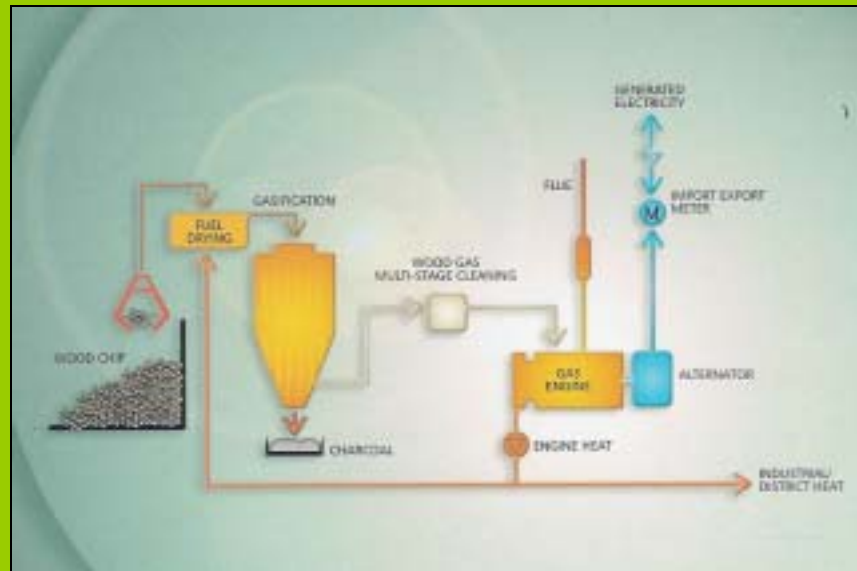 GENERATED
ELECTRICITY
FLUE
IMPORT EXPORT
METER
M
GASIFICATION
FUEL
DRYING
WOOD GAS
MULTI-STAGE CLEANING
WOOD CHIP
GAS
ENGINE
ALTERNATOR
CHARCOAL
ENGINE HEAT
INDUSTRIAL/
DISTRICT HEAT